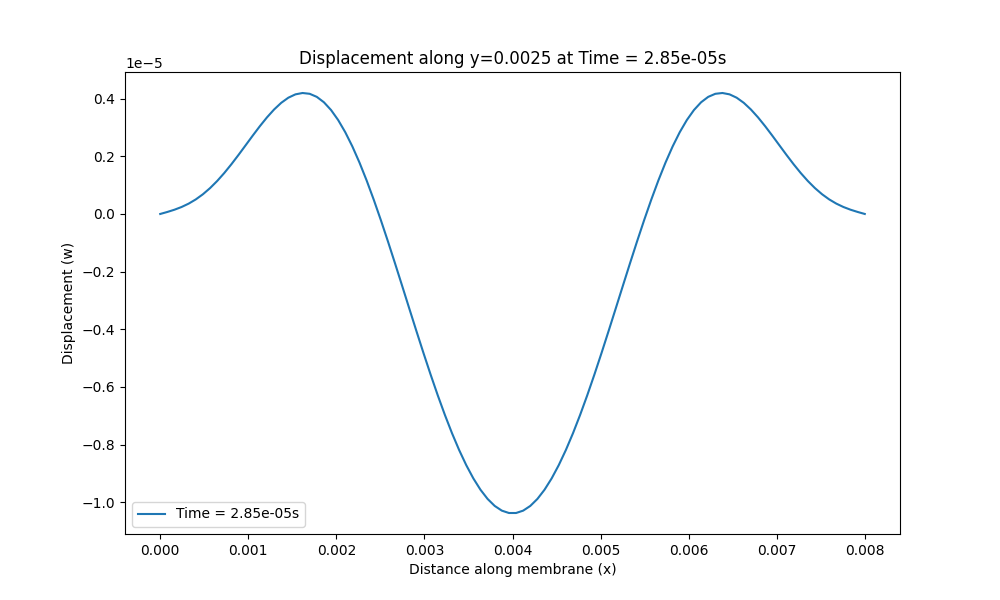 Displacement along y=0.0025 at Time = 2.85e-05s
1e−5
0.4
0.2
0.0
−0.2
−0.4
−0.6
−0.8
−1.0
Displacement (w)
Time = 2.85e-05s
0.000 0.001 0.002 0.003 0.004 0.005 0.006 0.007 0.008
Distance along membrane (x)